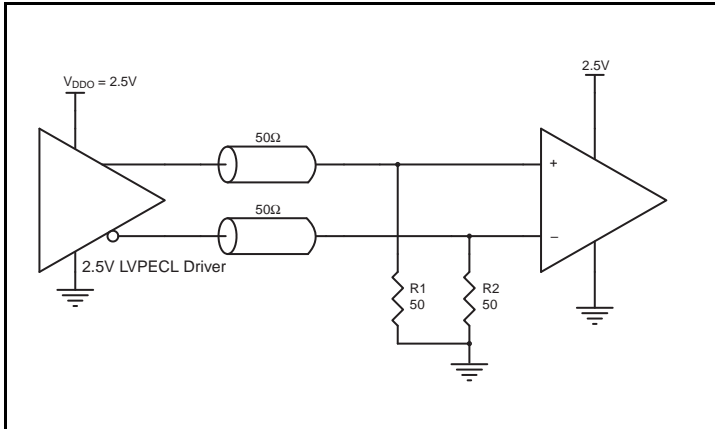 V_DDO = 2.5V
2.5V
50Ω
+
50Ω
–
2.5V LVPECL Driver
R1
50
R2
50